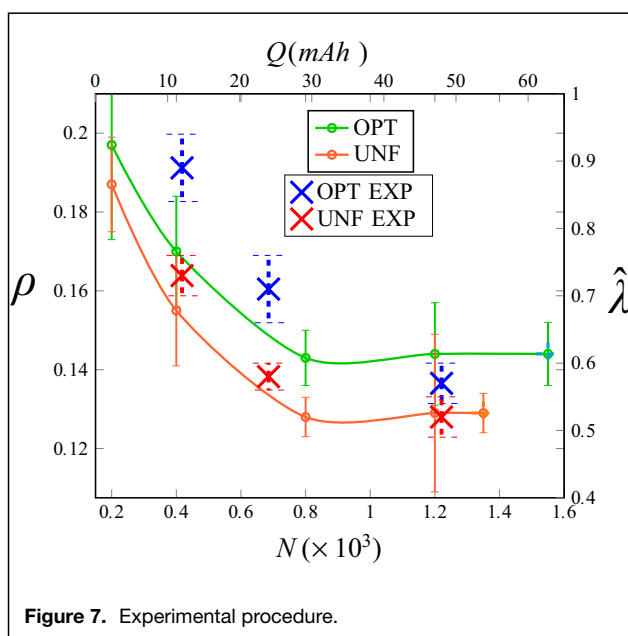 Q(mAh)
0 10 20 30 40 50 60
OPT
UNF
OPT EXP
UNF EXP
0.2
0.18
0.16
0.14
0.12
ρ
1
0.9
0.8
0.7
0.6
0.5
0.4
λ̂
0.2 0.4 0.6 0.8 1 1.2 1.4 1.6
N(×10³)
Figure 7. Experimental procedure.